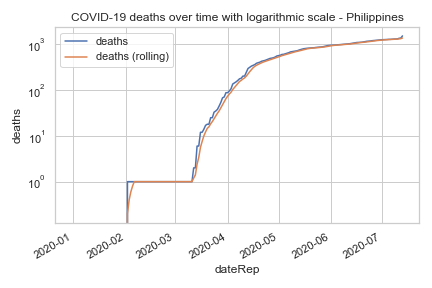 COVID-19 deaths over time with logarithmic scale - Philippines
deaths
deaths (rolling)
10³
10²
10¹
10⁰
deaths
2020-01
2020-02
2020-03
2020-04
2020-05
2020-06
2020-07
dateRep